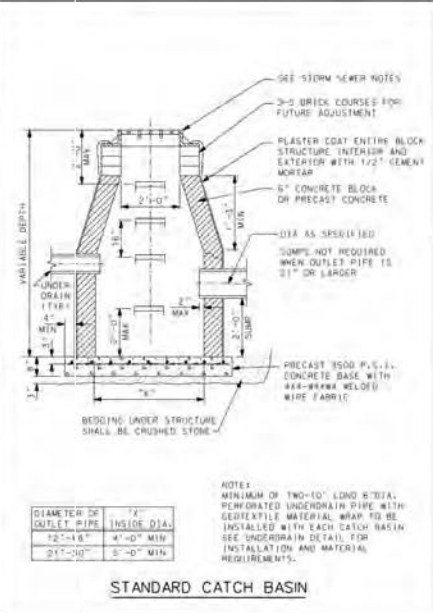 SEE STORM SEWER NOTES
BRICK COURSES FOR
FUTURE ADJUSTMENT
PLASTER COAT ENTIRE BLOCK
STRUCTURE INTERIOR AND
EXTERIOR WITH 1/2" CEMENT
MORTAR
6" CONCRETE BLOCK
OR PRECAST CONCRETE
DIA AS SPECIFIED
SUMPS NOT REQUIRED
WHEN OUTLET PIPE IS
21" OR LARGER
MAX
2'-0"
MIN
16"
VARIABLE DEPTH
UNDER-
DRAIN
(TYP)
4"
MIN
3"
MAX
2"
MAX
2'-0"
SUMP
8"
3"
"X"
PRECAST 3500 P.S.I.
CONCRETE BASE WITH
WELDED
WIRE FABRIC
BEDDING UNDER STRUCTURE
SHALL BE CRUSHED STONE
DIAMETER OF
OUTLET PIPE
"X"
INSIDE DIA.
12"-18"
4'-0" MIN
21"-30"
5'-0" MIN
NOTE:
MINIMUM OF TWO-10' LONG 6"DIA.
PERFORATED UNDERDRAIN PIPE WITH
GEOTEXTILE MATERIAL WRAP TO BE
INSTALLED WITH EACH CATCH BASIN
SEE UNDERDRAIN DETAIL FOR
INSTALLATION AND MATERIAL
REQUIREMENTS.
STANDARD CATCH BASIN